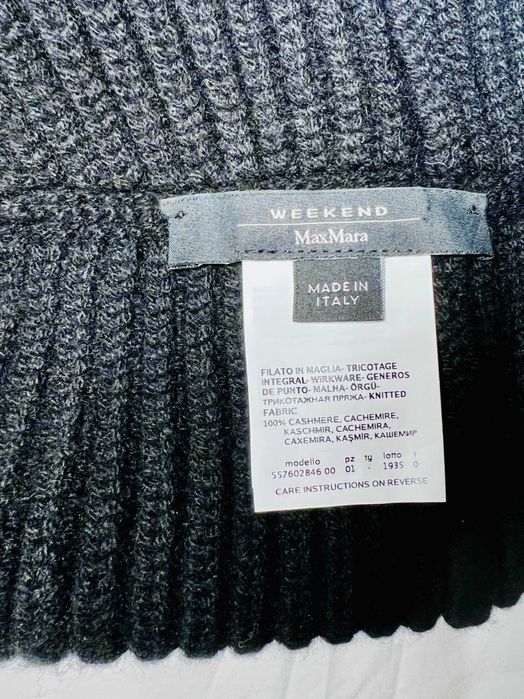 WEEKEND
MaxMara
MADE IN
ITALY
FILATO IN MAGLIA- TRICOTAGE
INTEGRAL- WIRKWARE- GENEROS
DE PUNTO- MALHA- ÖRGÜ-
ТРИКОТАЖНАЯ ПРЯЖА- KNITTED
FABRIC
100% CASHMERE, CACHEMIRE,
KASCHMIR, CACHEMIRA,
CAXEMIRA, KAŞMİR, КАШЕМИР
modello pz tg lotto r
557602846 00 01 - 1935 0
CARE INSTRUCTIONS ON REVERSE